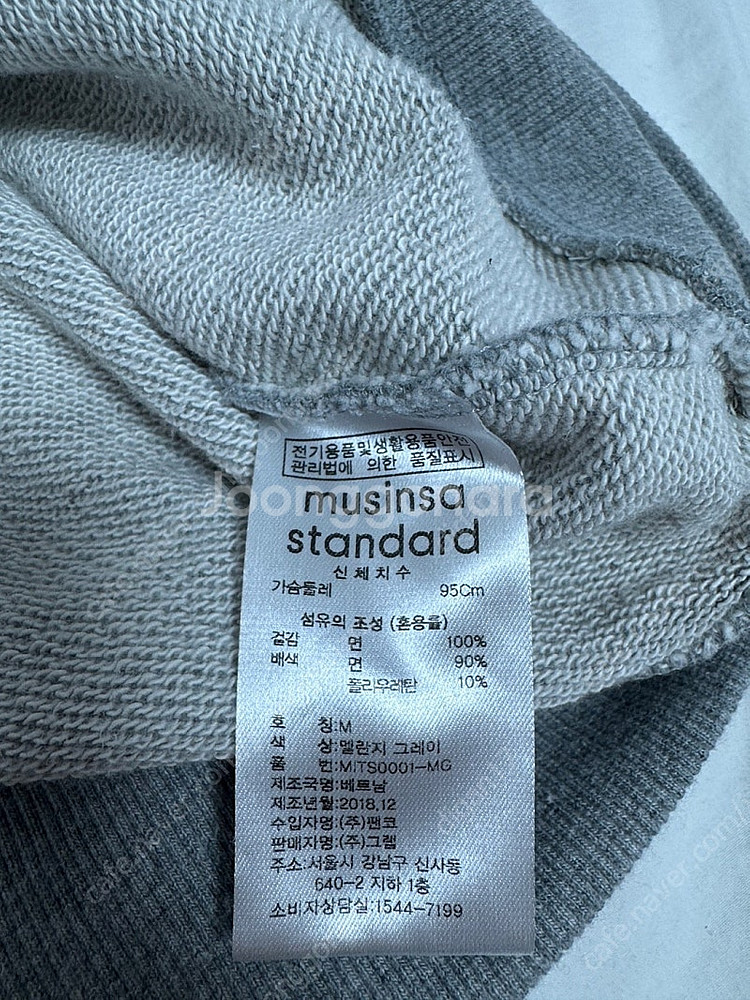 전기용품및생활용품안전
관리법에 의한 품질표시
musinsa
standard
Joonggonara
신체치수
가슴둘레 95Cm
섬유의 조성 (혼용율)
겉감 면 100%
배색 면 90%
폴리우레탄 10%
호 칭:M
색 상:멜란지 그레이
품 번:MITS0001-MG
제조국명:베트남
제조년월:2018.12
수입자명:(주)팬코
판매자명:(주)그랩
주소:서울시 강남구 신사동
640-2 지하 1층
소비자상담실:1544-7199
cafe.naver.com/